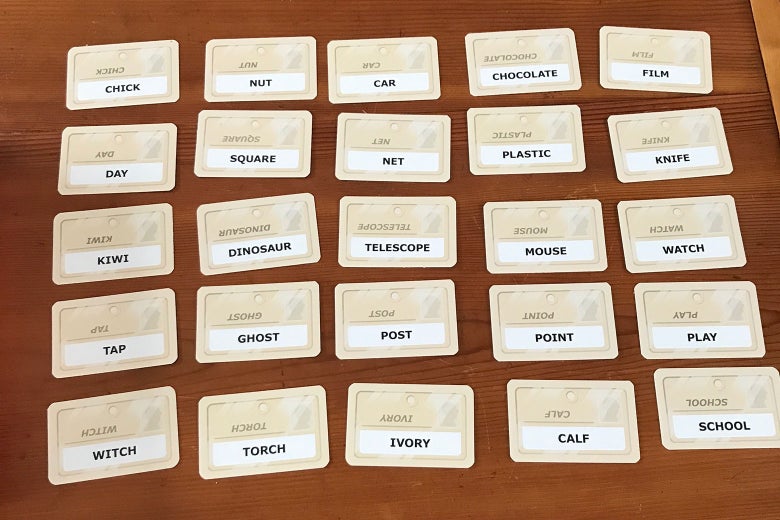 CHICK
CHICK
NUT
NUT
CAR
CAR
CHOCOLATE
CHOCOLATE
FILM
FILM
DAY
DAY
SQUARE
SQUARE
NET
NET
PLASTIC
PLASTIC
KNIFE
KNIFE
KIWI
KIWI
DINOSAUR
DINOSAUR
TELESCOPE
TELESCOPE
MOUSE
MOUSE
WATCH
WATCH
TAP
TAP
GHOST
GHOST
POST
POST
POINT
POINT
PLAY
PLAY
WITCH
WITCH
TORCH
TORCH
IVORY
IVORY
CALF
CALF
SCHOOL
SCHOOL